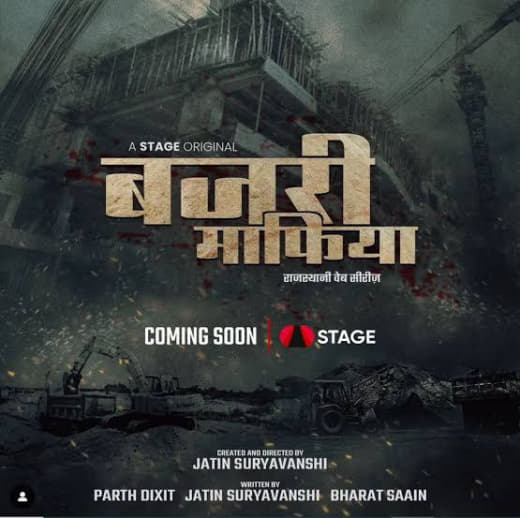 A STAGE ORIGINAL
बजरी
माफिया
राजस्थानी वेब सीरीज़
COMING SOON | STAGE
CREATED AND DIRECTED BY
JATIN SURYAVANSHI
WRITTEN BY
PARTH DIXIT JATIN SURYAVANSHI BHARAT SAAIN